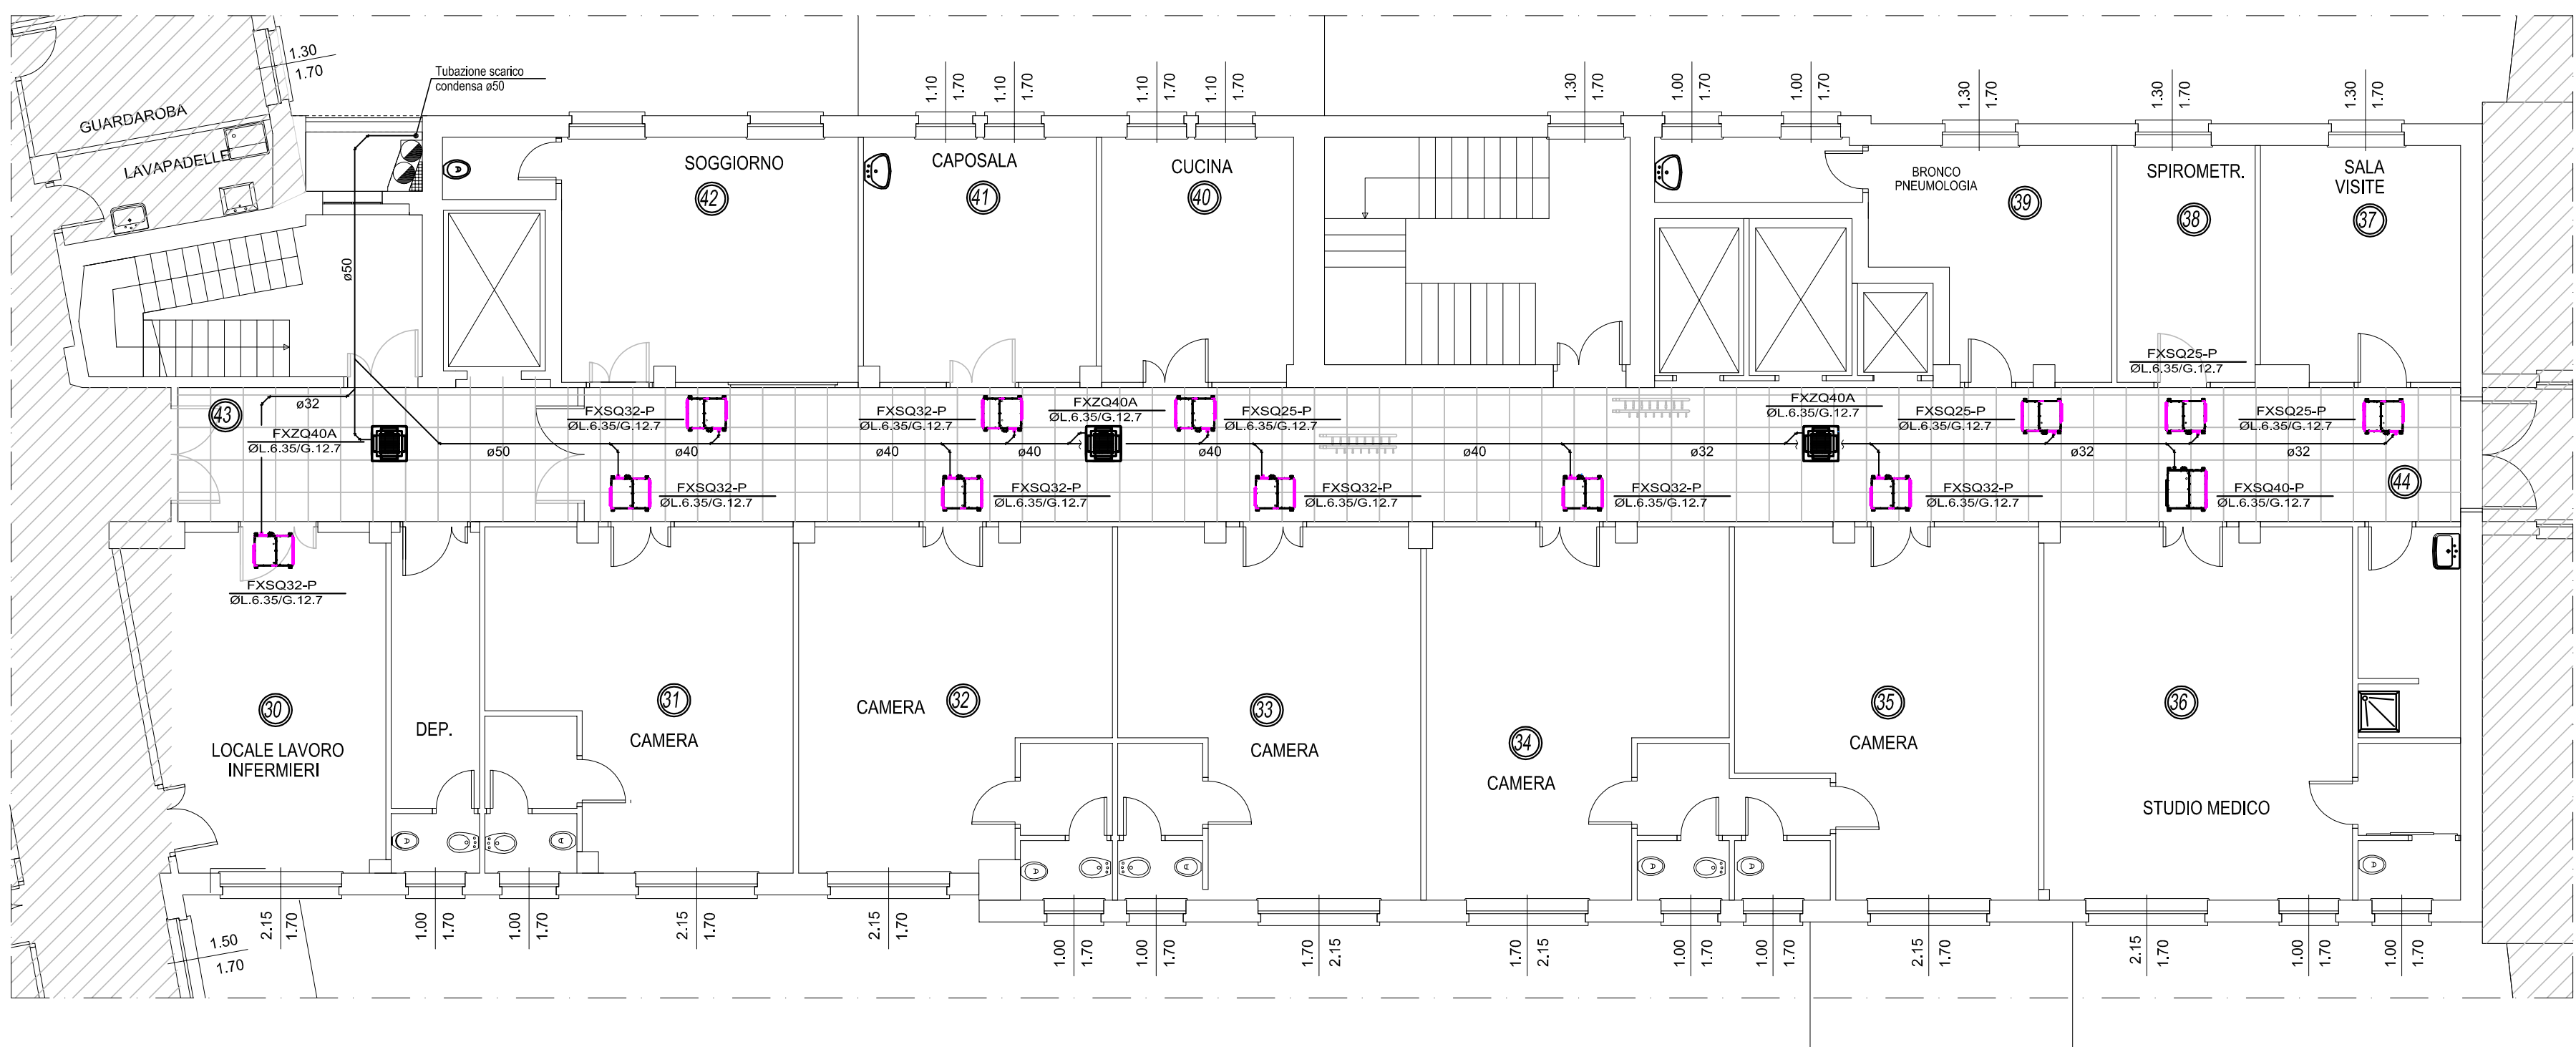 1.30
1.70
Tubazione scarico
condensa ø50
GUARDAROBA
LAVAPADELLE
1.10
1.70
1.10
1.70
1.10
1.70
1.10
1.70
1.30
1.70
1.00
1.70
1.00
1.70
1.30
1.70
1.30
1.70
1.30
1.70
SOGGIORNO
42
CAPOSALA
41
CUCINA
40
BRONCO
PNEUMOLOGIA
39
SPIROMETR.
38
SALA
VISITE
37
ø50
FXSQ25-P
ØL.6.35/G.12.7
43
ø32
FXZQ40A
ØL.6.35/G.12.7
FXSQ32-P
ØL.6.35/G.12.7
FXSQ32-P
ØL.6.35/G.12.7
FXZQ40A
ØL.6.35/G.12.7
FXSQ25-P
ØL.6.35/G.12.7
FXZQ40A
ØL.6.35/G.12.7
FXSQ25-P
ØL.6.35/G.12.7
FXSQ25-P
ØL.6.35/G.12.7
ø50
ø40
ø40
ø40
ø40
ø40
ø32
ø32
ø32
FXSQ32-P
ØL.6.35/G.12.7
FXSQ32-P
ØL.6.35/G.12.7
FXSQ32-P
ØL.6.35/G.12.7
FXSQ32-P
ØL.6.35/G.12.7
FXSQ32-P
ØL.6.35/G.12.7
FXSQ40-P
ØL.6.35/G.12.7
44
FXSQ32-P
ØL.6.35/G.12.7
30
LOCALE LAVORO
INFERMIERI
DEP.
31
CAMERA
CAMERA
32
33
CAMERA
34
CAMERA
35
CAMERA
36
STUDIO MEDICO
A
A
A
A
A
A
A
A
A
1.50
1.70
2.15
1.70
1.00
1.70
1.00
1.70
2.15
1.70
2.15
1.70
1.00
1.70
1.00
1.70
1.70
2.15
1.70
2.15
1.00
1.70
1.00
1.70
2.15
1.70
2.15
1.70
1.00
1.70
1.00
1.70